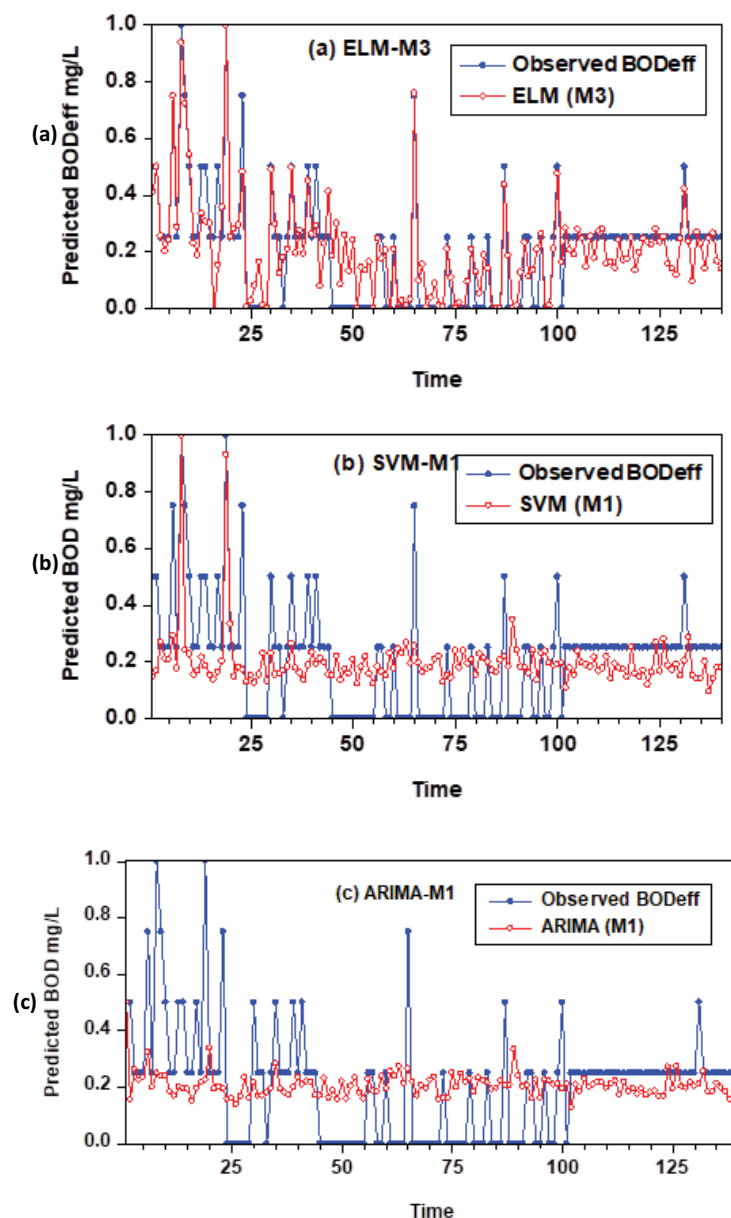 (a)
Predicted BODeff mg/L
(a) ELM-M3
Observed BODeff
ELM (M3)
1.0
0.8
0.6
0.4
0.2
0.0
25 50 75 100 125
Time
(b)
Predicted BOD mg/L
(b) SVM-M1
Observed BODeff
SVM (M1)
1.0
0.8
0.6
0.4
0.2
0.0
25 50 75 100 125
Time
(c)
Predicted BOD mg/L
(c) ARIMA-M1
Observed BODeff
ARIMA (M1)
1.0
0.8
0.6
0.4
0.2
0.0
25 50 75 100 125
Time